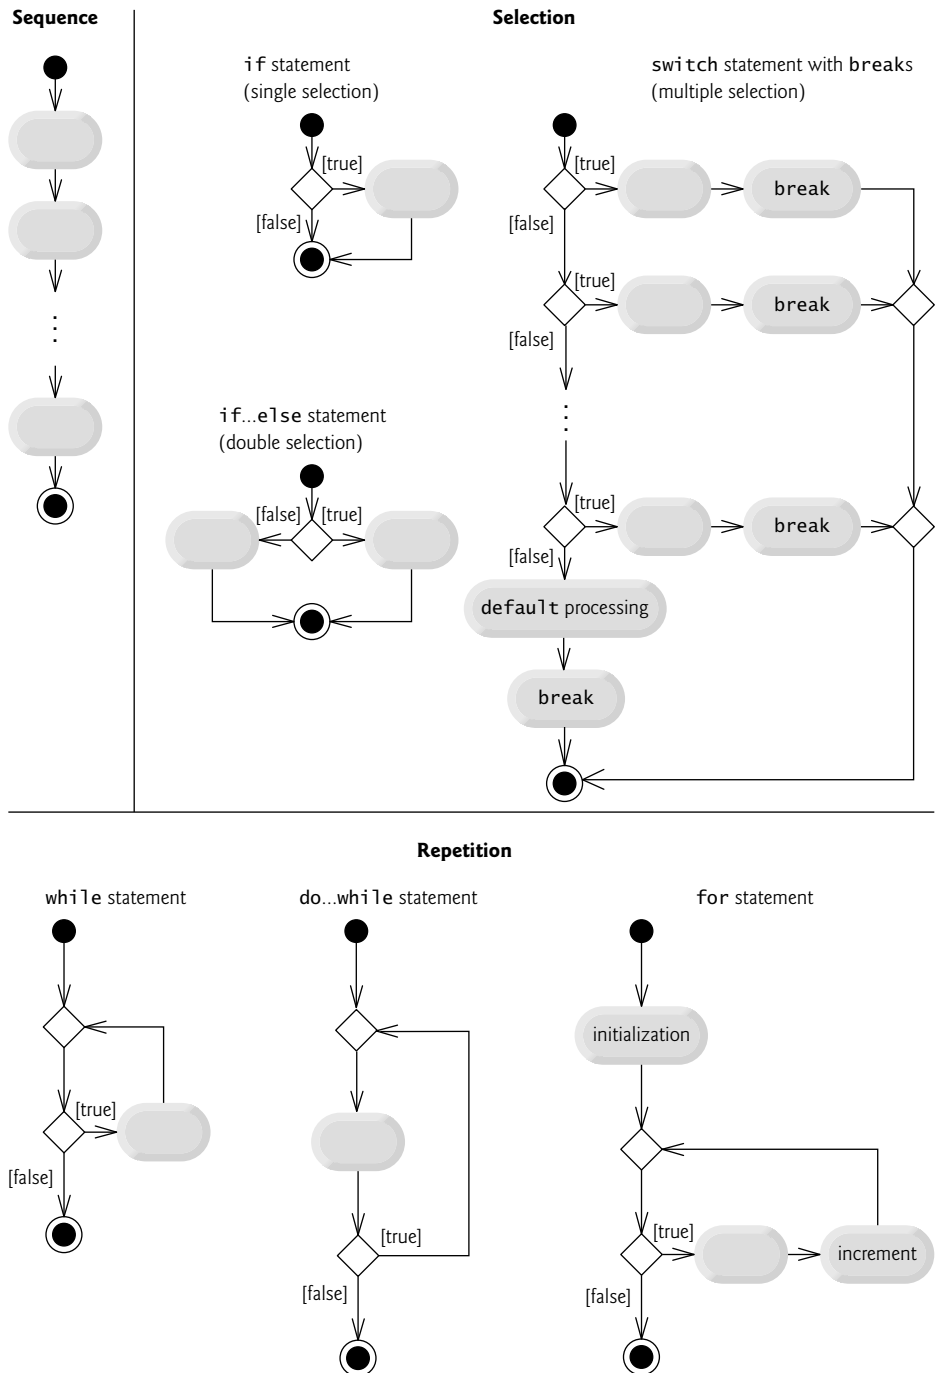 Sequence
Selection
if statement
(single selection)
[true]
[false]
switch statement with breaks
(multiple selection)
[true]
break
[false]
[true]
break
[false]
⋮
⋮
if...else statement
(double selection)
[false]
[true]
[true]
break
[false]
default processing
break
Repetition
while statement
[true]
[false]
do...while statement
[true]
[false]
for statement
initialization
[true]
increment
[false]